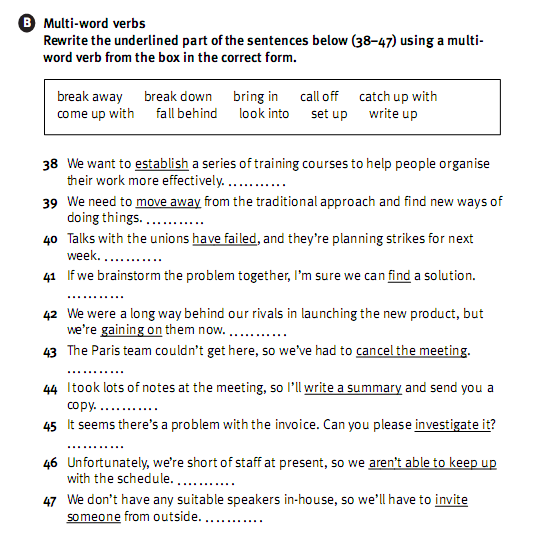 B Multi-word verbs
Rewrite the underlined part of the sentences below (38–47) using a multi-
word verb from the box in the correct form.
break away break down bring in call off catch up with
come up with fall behind look into set up write up
38 We want to establish a series of training courses to help people organise
their work more effectively. ...........
39 We need to move away from the traditional approach and find new ways of
doing things. ...........
40 Talks with the unions have failed, and they're planning strikes for next
week. ...........
41 If we brainstorm the problem together, I'm sure we can find a solution.
...........
42 We were a long way behind our rivals in launching the new product, but
we're gaining on them now. ...........
43 The Paris team couldn't get here, so we've had to cancel the meeting.
...........
44 I took lots of notes at the meeting, so I'll write a summary and send you a
copy. ...........
45 It seems there's a problem with the invoice. Can you please investigate it?
...........
46 Unfortunately, we're short of staff at present, so we aren't able to keep up
with the schedule. ...........
47 We don't have any suitable speakers in-house, so we'll have to invite
someone from outside. ...........